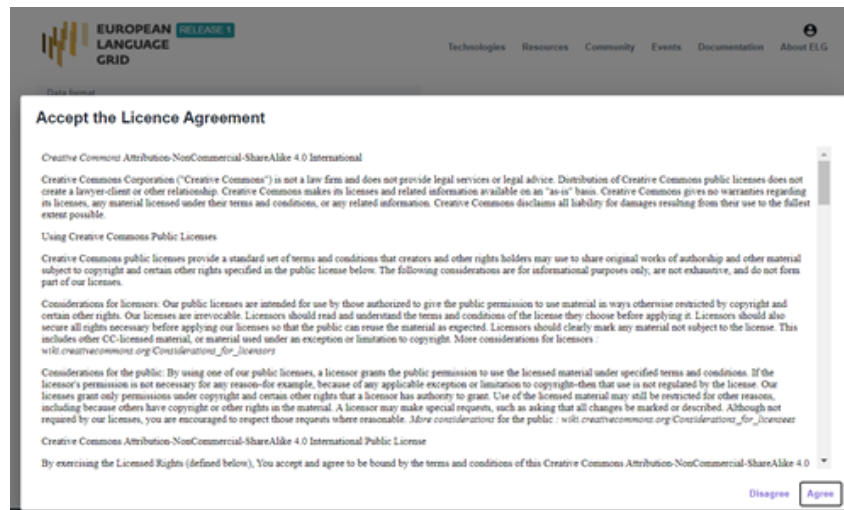 EUROPEAN RELEASE 1
LANGUAGE
GRID
Technologies Resources Community Events Documentation About ELG
Data format
Accept the Licence Agreement
Creative Commons Attribution-NonCommercial-ShareAlike 4.0 International
Creative Commons Corporation ("Creative Commons") is not a law firm and does not provide legal services or legal advice. Distribution of Creative Commons public licenses does not
create a lawyer-client or other relationship. Creative Commons makes its licenses and related information available on an "as-is" basis. Creative Commons gives no warranties regarding
its licenses, any material licensed under their terms and conditions, or any related information. Creative Commons disclaims all liability for damages resulting from their use to the fullest
extent possible.
Using Creative Commons Public Licenses
Creative Commons public licenses provide a standard set of terms and conditions that creators and other rights holders may use to share original works of authorship and other material
subject to copyright and certain other rights specified in the public license below. The following considerations are for informational purposes only, are not exhaustive, and do not form
part of our licenses.
Considerations for licensors: Our public licenses are intended for use by those authorized to give the public permission to use material in ways otherwise restricted by copyright and
certain other rights. Our licenses are irrevocable. Licensors should read and understand the terms and conditions of the license they choose before applying it. Licensors should also
secure all rights necessary before applying our licenses so that the public can reuse the material as expected. Licensors should clearly mark any material not subject to the license. This
includes other CC-licensed material, or material used under an exception or limitation to copyright. More considerations for licensors :
wiki.creativecommons.org/Considerations_for_licensors
Considerations for the public: By using one of our public licenses, a licensor grants the public permission to use the licensed material under specified terms and conditions. If the
licensor's permission is not necessary for any reason-for example, because of any applicable exception or limitation to copyright-then that use is not regulated by the license. Our
licenses grant only permissions under copyright and certain other rights that a licensor has authority to grant. Use of the licensed material may still be restricted for other reasons,
including because others have copyright or other rights in the material. A licensor may make special requests, such as asking that all changes be marked or described. Although not
required by our licenses, you are encouraged to respect those requests where reasonable. More considerations for the public : wiki.creativecommons.org/Considerations_for_licensees
Creative Commons Attribution-NonCommercial-ShareAlike 4.0 International Public License
By exercising the Licensed Rights (defined below), You accept and agree to be bound by the terms and conditions of this Creative Commons Attribution-NonCommercial-ShareAlike 4.0
Disagree Agree